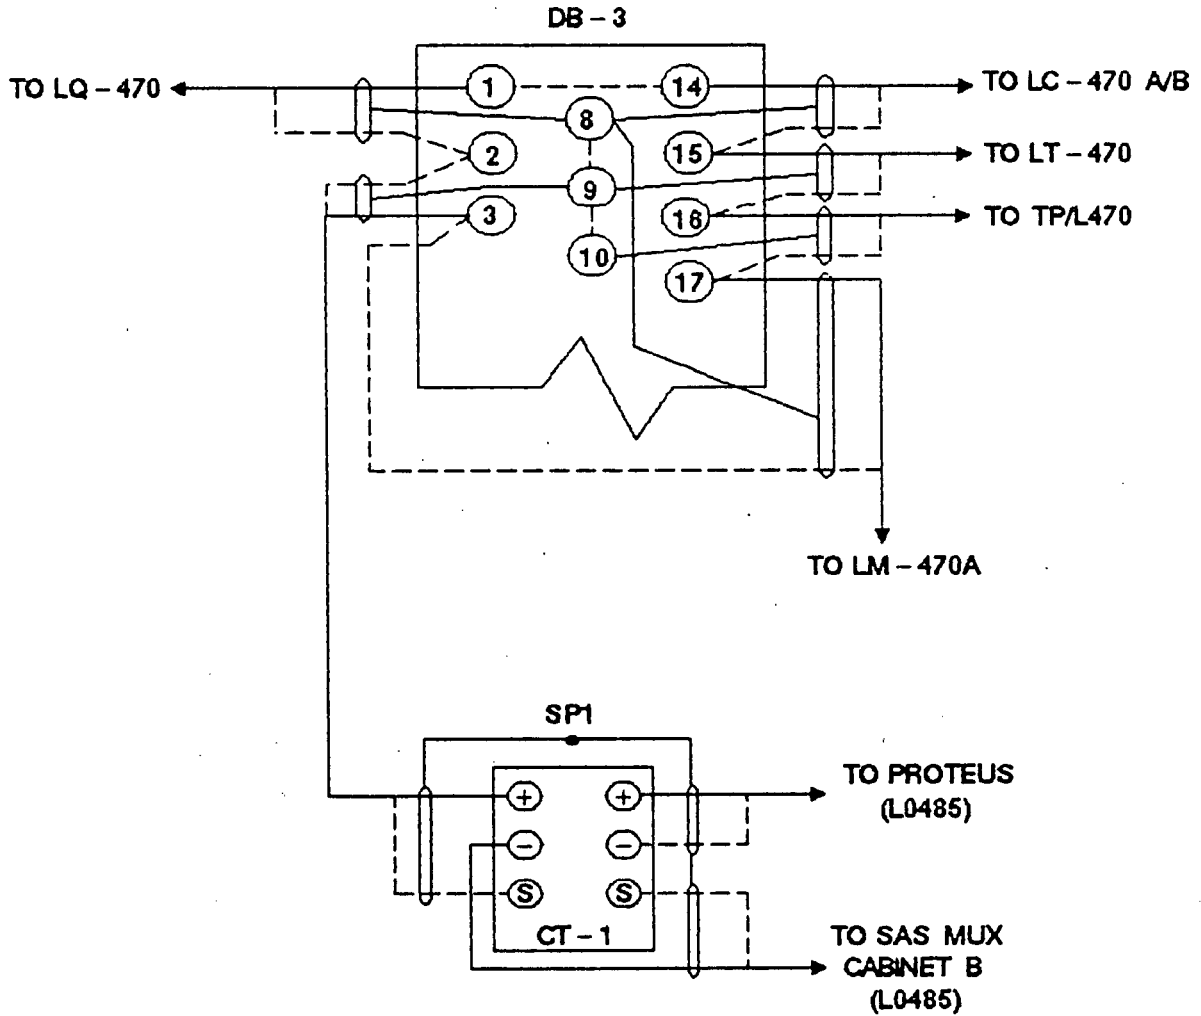 DB – 3
TO LQ – 470
1
14
TO LC – 470 A/B
8
2
15
TO LT – 470
9
3
16
TO TP/L470
10
17
TO LM – 470A
SP1
+
+
TO PROTEUS
(L0485)
–
–
S
S
CT – 1
TO SAS MUX
CABINET B
(L0485)